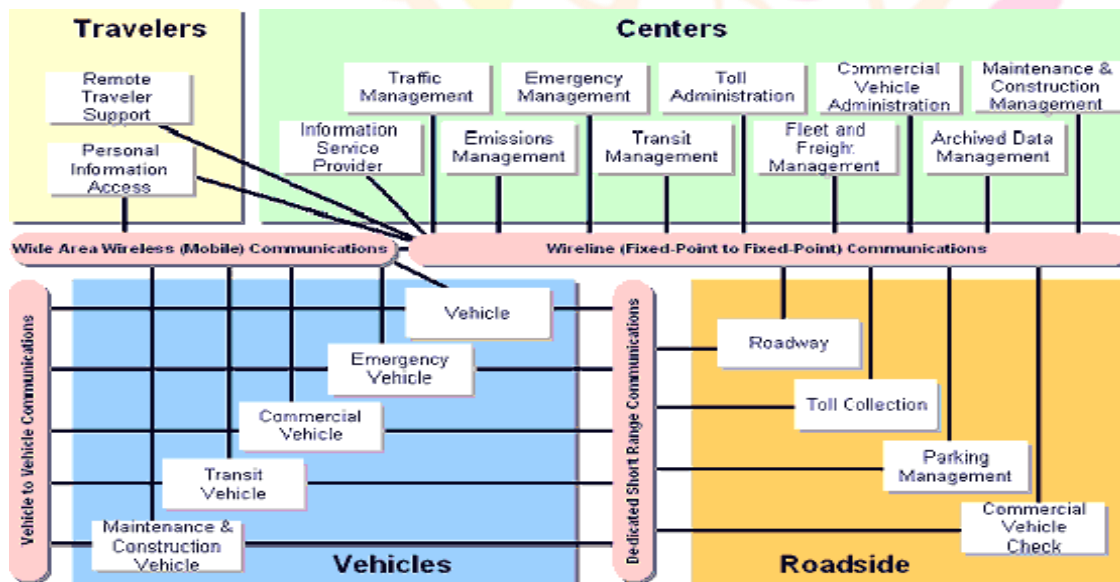 Travelers
Centers
Remote
Traveler
Support
Personal
Information
Access
Traffic
Management
Emergency
Management
Toll
Administration
Commercial
Vehicle
Administration
Maintenance &
Construction
Management
Information
Service
Provider
Emissions
Management
Transit
Management
Fleet and
Freight
Management
Archived Data
Management
Wide Area Wireless (Mobile) Communications
Wireline (Fixed-Point to Fixed-Point) Communications
Vehicle to Vehicle Communications
Vehicle
Emergency
Vehicle
Commercial
Vehicle
Transit
Vehicle
Maintenance &
Construction
Vehicle
Vehicles
Dedicated Short Range Communications
Roadway
Toll Collection
Parking
Management
Commercial
Vehicle
Check
Roadside